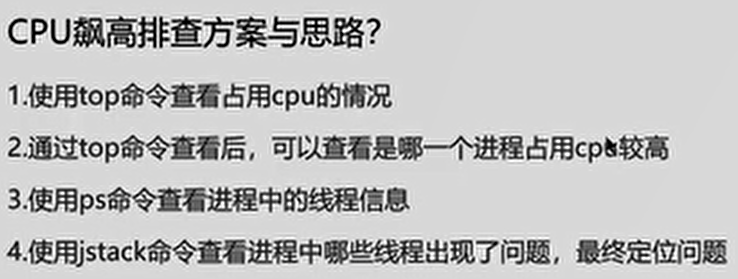 CPU飙高排查方案与思路？
1.使用top命令查看占用cpu的情况
2.通过top命令查看后，可以查看是哪一个进程占用cpu较高
3.使用ps命令查看进程中的线程信息
4.使用jstack命令查看进程中哪些线程出现了问题，最终定位问题